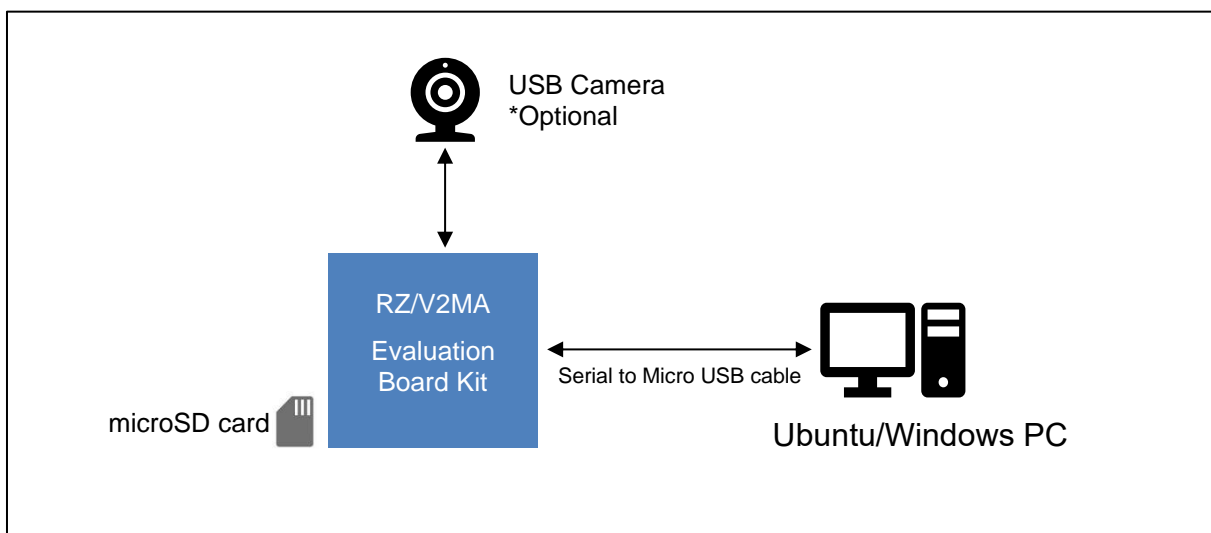 USB Camera
*Optional
RZ/V2MA
Evaluation
Board Kit
Serial to Micro USB cable
microSD card
Ubuntu/Windows PC